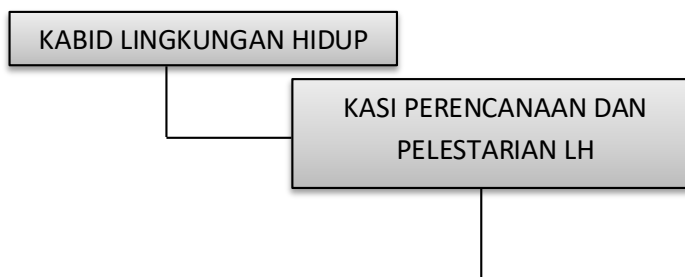 KABID LINGKUNGAN HIDUP
KASI PERENCANAAN DAN
PELESTARIAN LH